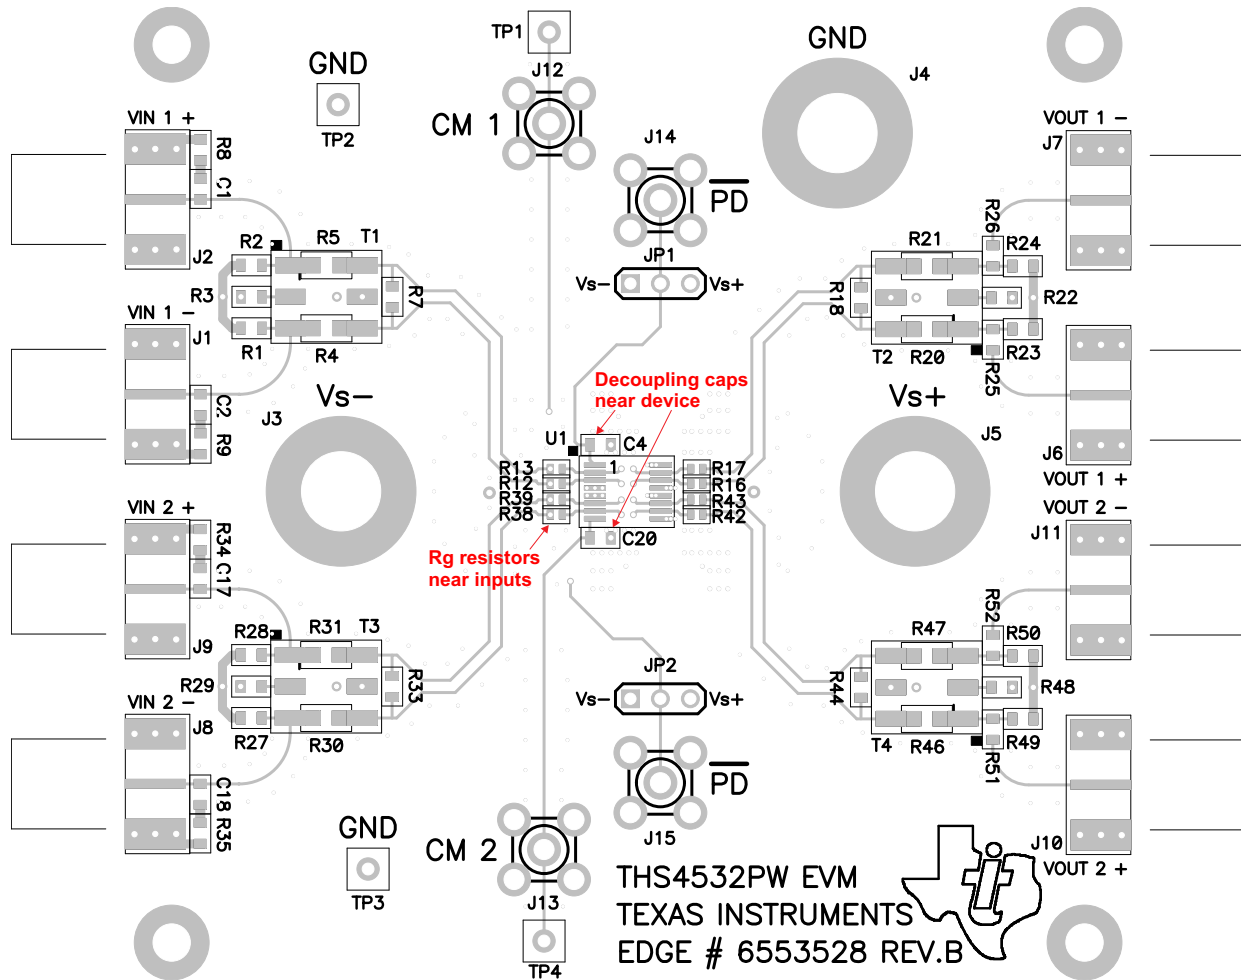 TP1
J12
GND
GND
J4
VIN 1 +
CM 1
VOUT 1 -
TP2
J14
J7
R8
PD
C1
R26
R2
R5
T1
R21
R24
J2
JP1
R3
Vs-
Vs+
R7
R18
R22
VIN 1 -
J1
R1
R4
T2
R20
R23
R25
Decoupling caps
near device
Vs-
Vs+
C2
J3
R9
U1
C4
J5
J6
1
R13
R17
R12
R16
VOUT 1 +
R39
R43
VIN 2 +
R38
R42
VOUT 2 -
J11
R34
C20
Rg resistors
near inputs
C17
R52
R28
R31
T3
R47
R50
J9
JP2
R29
R33
R44
R48
VIN 2 -
Vs-
Vs+
J8
R27
R30
T4
R46
R49
R51
PD
C18
GND
R35
CM 2
J15
J10
VOUT 2 +
THS4532PW EVM
TP3
J13
TEXAS INSTRUMENTS
EDGE # 6553528 REV.B
TP4